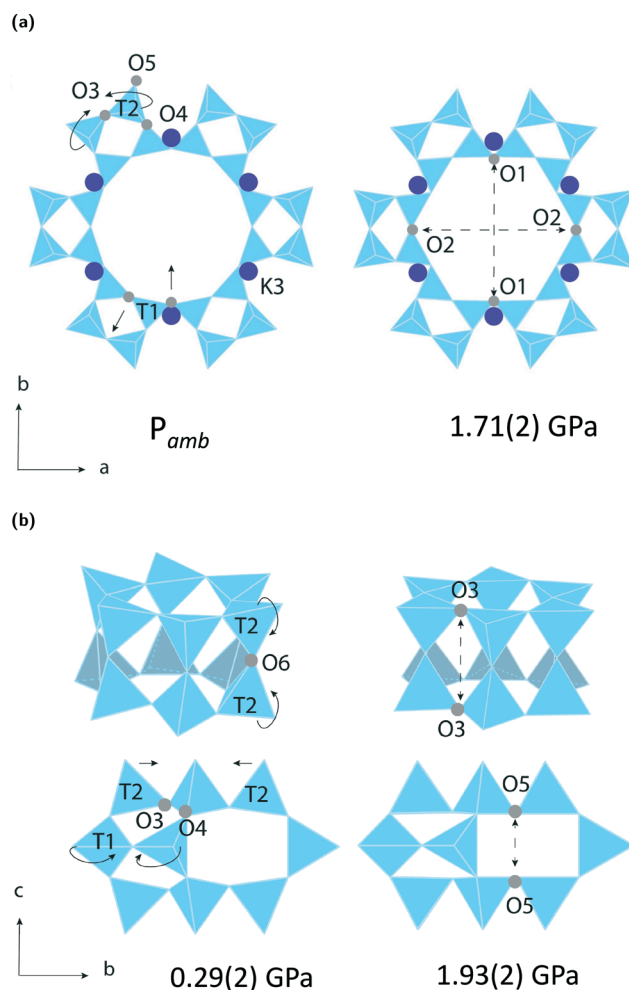 (a)
O5
O3
T2
O4
O1
O2
O2
O1
K3
T1
b
a
P amb
1.71(2) GPa
(b)
O3
T2
O6
T2
O3
O5
T2
T2
O3
O4
T1
O5
c
b
0.29(2) GPa
1.93(2) GPa